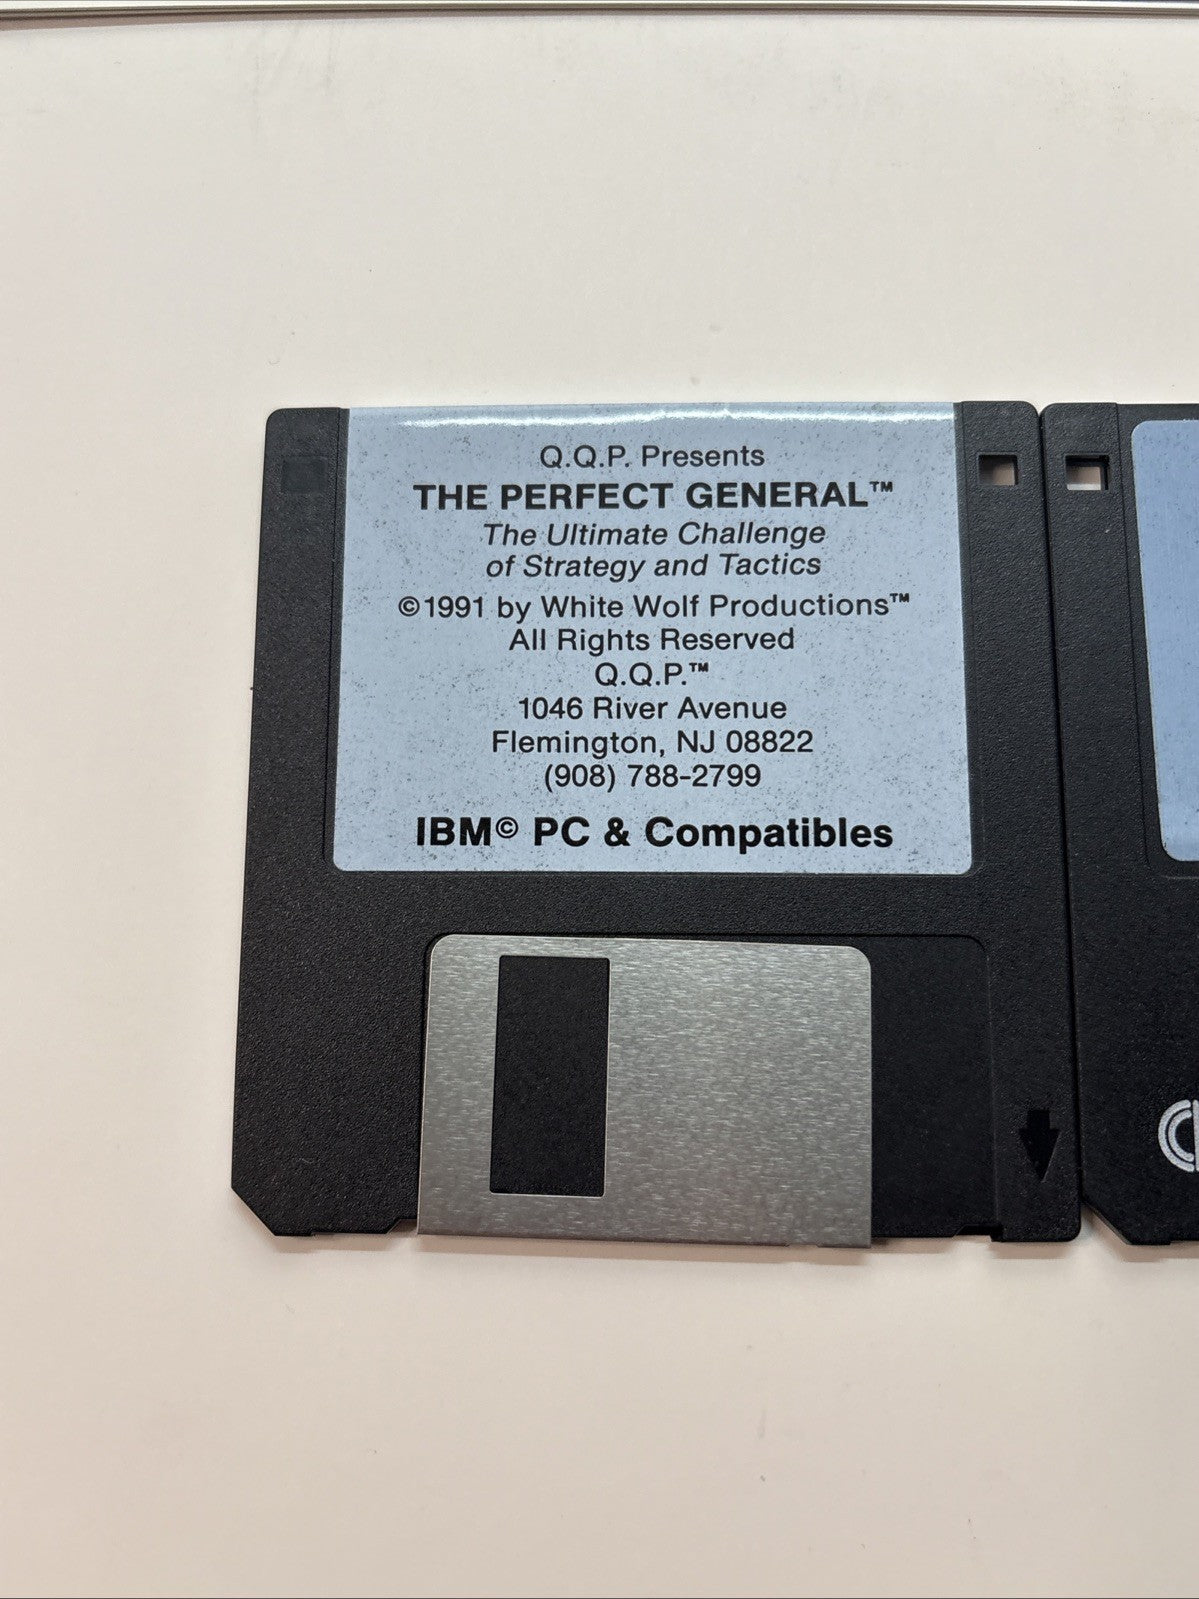 Q.Q.P. Presents
THE PERFECT GENERAL™
The Ultimate Challenge
of Strategy and Tactics
©1991 by White Wolf Productions™
All Rights Reserved
Q.Q.P.™
1046 River Avenue
Flemington, NJ 08822
(908) 788-2799
IBM© PC & Compatibles